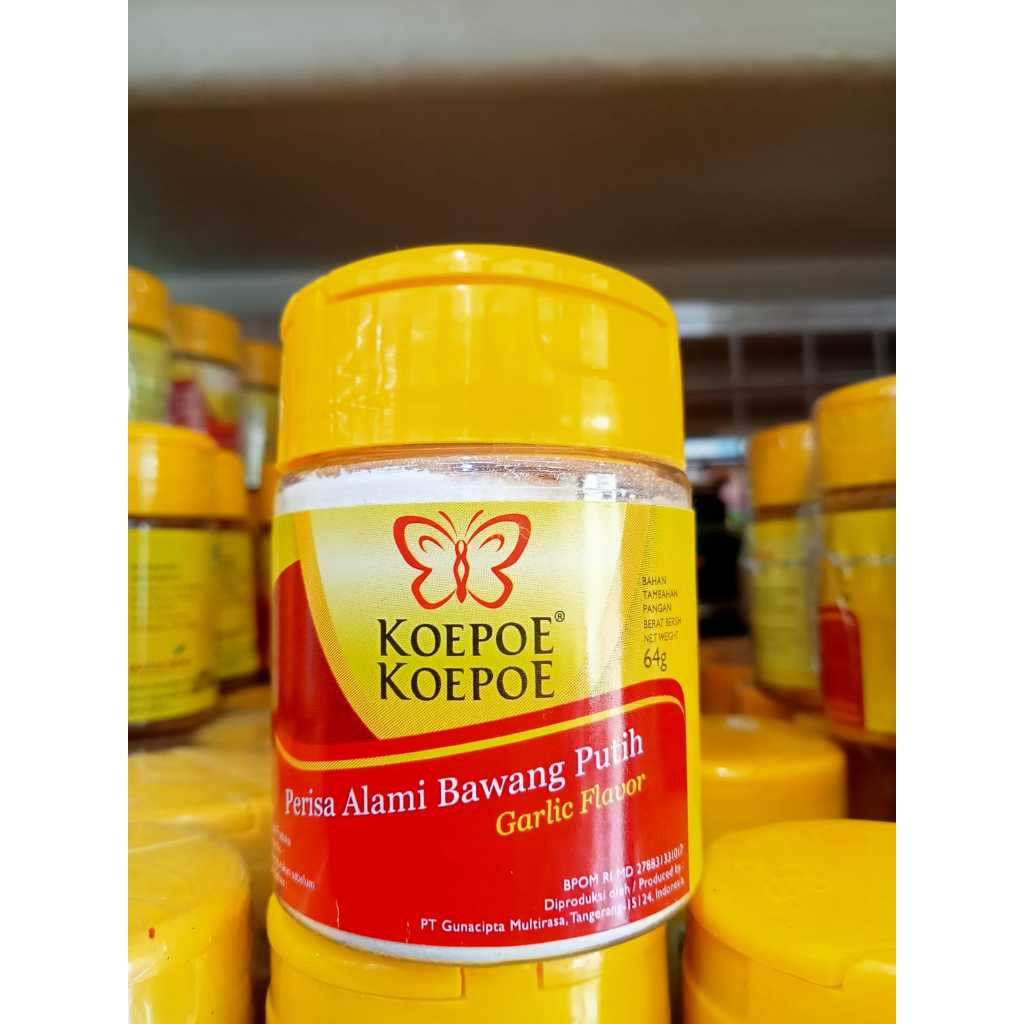 KOEPOE®
KOEPOE
BAHAN
TAMBAHAN
PANGAN
BERAT BERSIH
NET WEIGHT
64g
Perisa Alami Bawang Putih
Garlic Flavor
BPOM RI MD 278831331017
Diproduksi oleh / Produced by :
PT Gunacipta Multirasa, Tangerang-15124, Indonesia